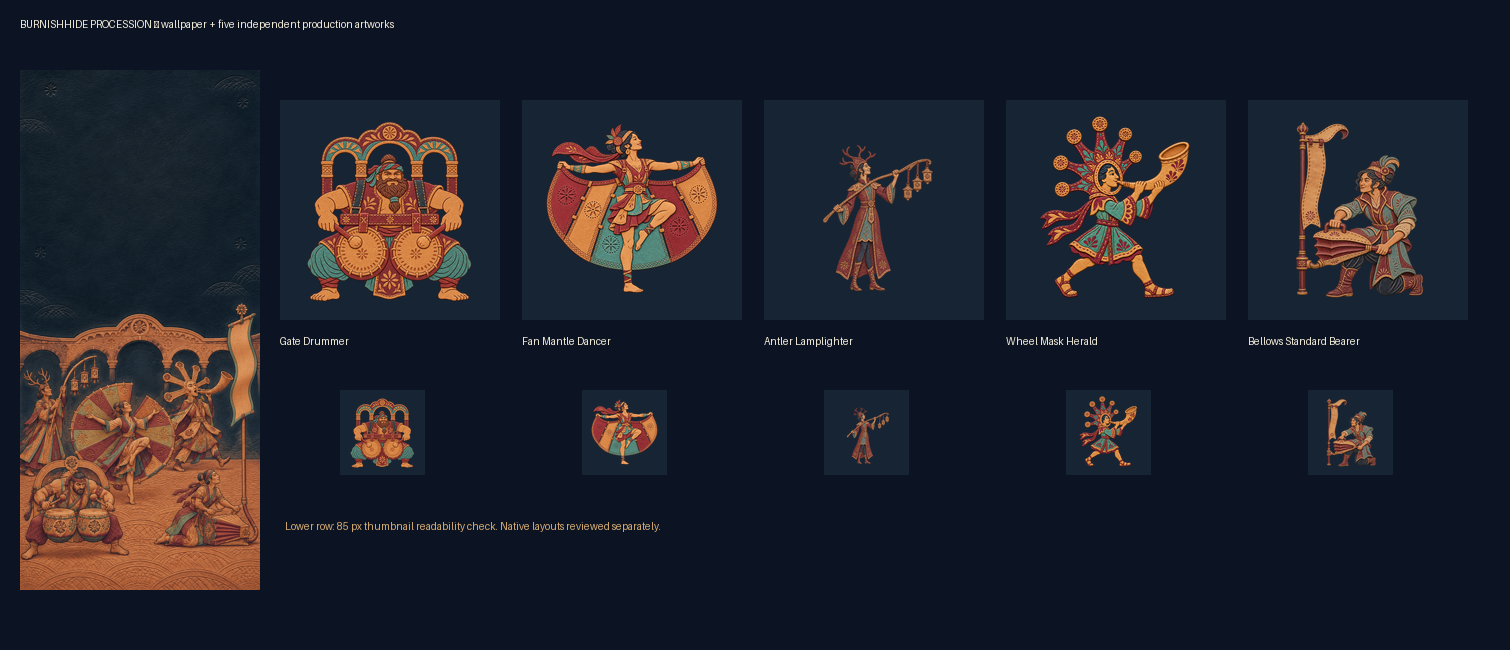 BURNISHHIDE PROCESSION □ wallpaper + five independent production artworks
Gate Drummer
Fan Mantle Dancer
Antler Lamplighter
Wheel Mask Herald
Bellows Standard Bearer
Lower row: 85 px thumbnail readability check. Native layouts reviewed separately.